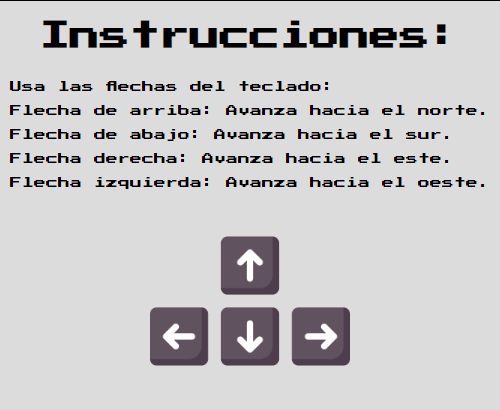 Instrucciones:
Usa las flechas del teclado:
Flecha de arriba: Avanza hacia el norte.
Flecha de abajo: Avanza hacia el sur.
Flecha derecha: Avanza hacia el este.
Flecha izquierda: Avanza hacia el oeste.